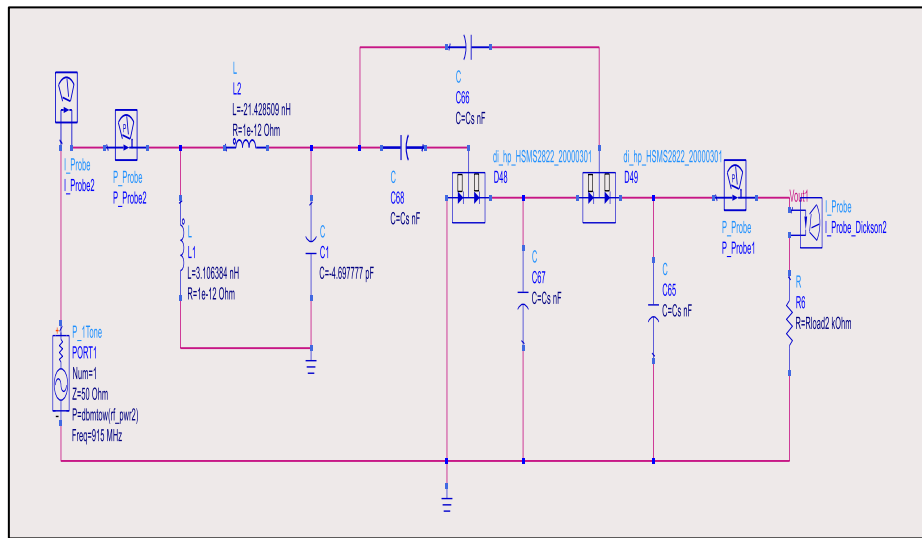 I_Probe
I_Probe2
P
P_Probe
P_Probe2
L
L2
L=-21.428509 nH
R=1e-12 Ohm
L
L1
L=3.106384 nH
R=1e-12 Ohm
C
C1
C=-4.697777 pF
C
C68
C=Cs nF
C
C66
C=Cs nF
di_hp_HSMS2822_20000301
D48
di_hp_HSMS2822_20000301
D49
C
C67
C=Cs nF
C
C65
C=Cs nF
P
P_Probe
P_Probe1
Vout1
I_Probe
I_Probe_Dickson2
R
R6
R=Rload2 kOhm
+
P_1Tone
PORT1
Num=1
Z=50 Ohm
P=dbmtow(rf_pwr2)
Freq=915 MHz
-